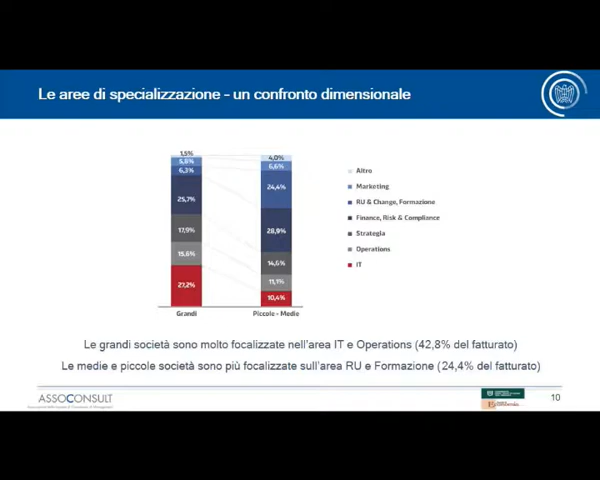 Le aree di specializzazione - un confronto dimensionale
1,5%
5,8%
6,3%
25,7%
17,9%
15,6%
27,2%
Grandi
4,0%
6,6%
24,4%
28,9%
14,6%
11,1%
10,4%
Piccole - Medie
Altro
Marketing
RU & Change, Formazione
Finance, Risk & Compliance
Strategia
Operations
IT
Le grandi società sono molto focalizzate nell'area IT e Operations (42,8% del fatturato)
Le medie e piccole società sono più focalizzate sull'area RU e Formazione (24,4% del fatturato)
ASSOCONSULT
10